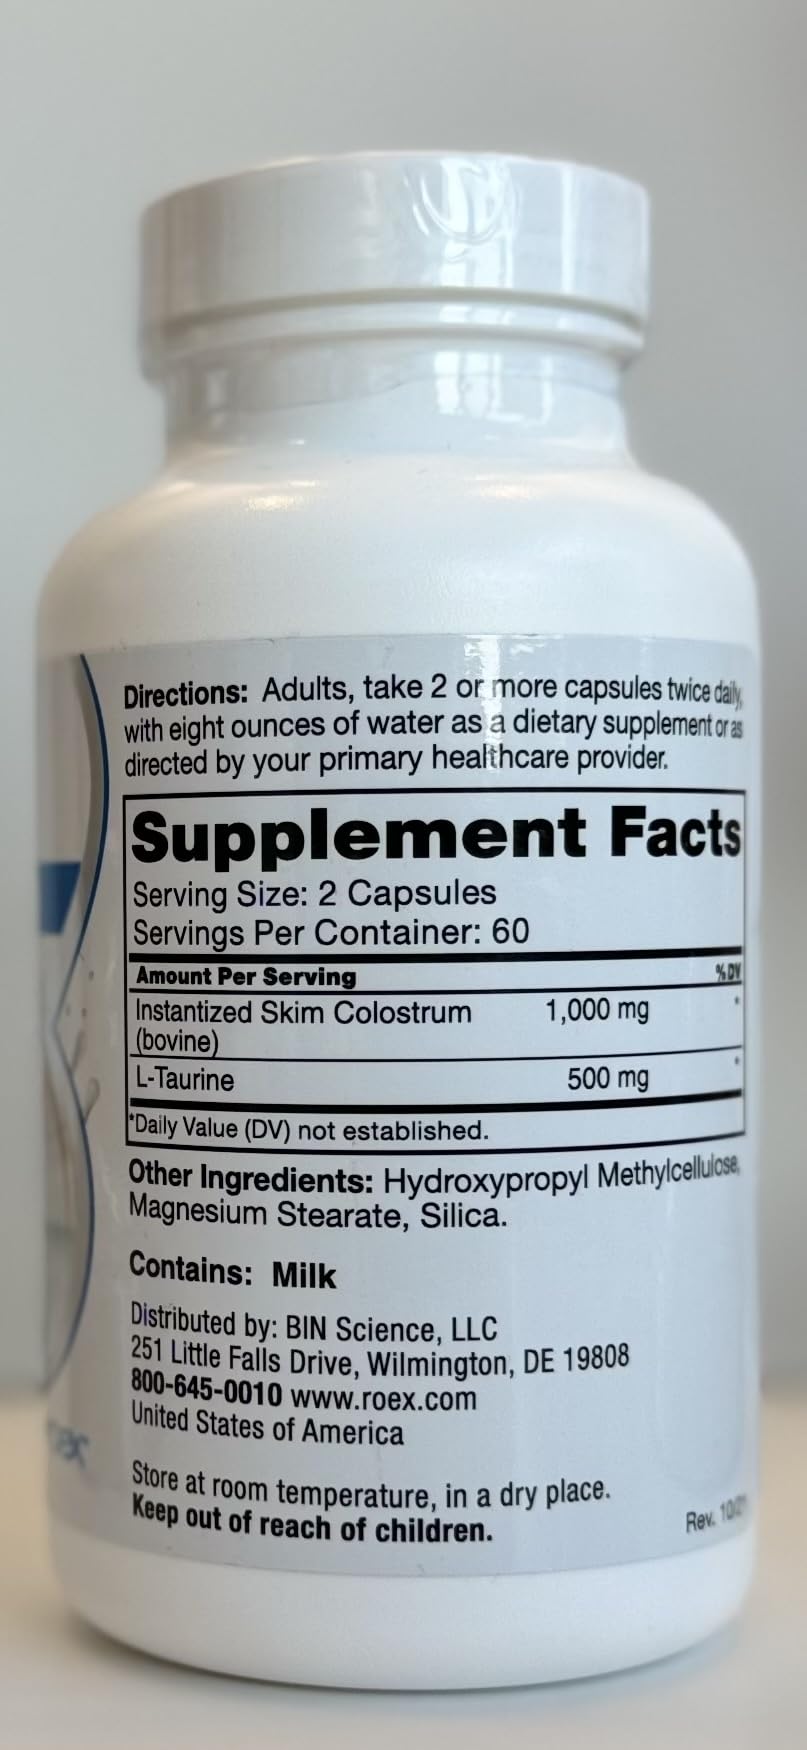 Directions: Adults, take 2 or more capsules twice daily,
with eight ounces of water as a dietary supplement or as
directed by your primary healthcare provider.
Supplement Facts
Serving Size: 2 Capsules
Servings Per Container: 60
Amount Per Serving %DV
Instantized Skim Colostrum 1,000 mg *
(bovine)
L-Taurine 500 mg *
*Daily Value (DV) not established.
Other Ingredients: Hydroxypropyl Methylcellulose,
Magnesium Stearate, Silica.
Contains: Milk
Distributed by: BIN Science, LLC
251 Little Falls Drive, Wilmington, DE 19808
800-645-0010 www.roex.com
United States of America
Store at room temperature, in a dry place.
Keep out of reach of children.
Rev.